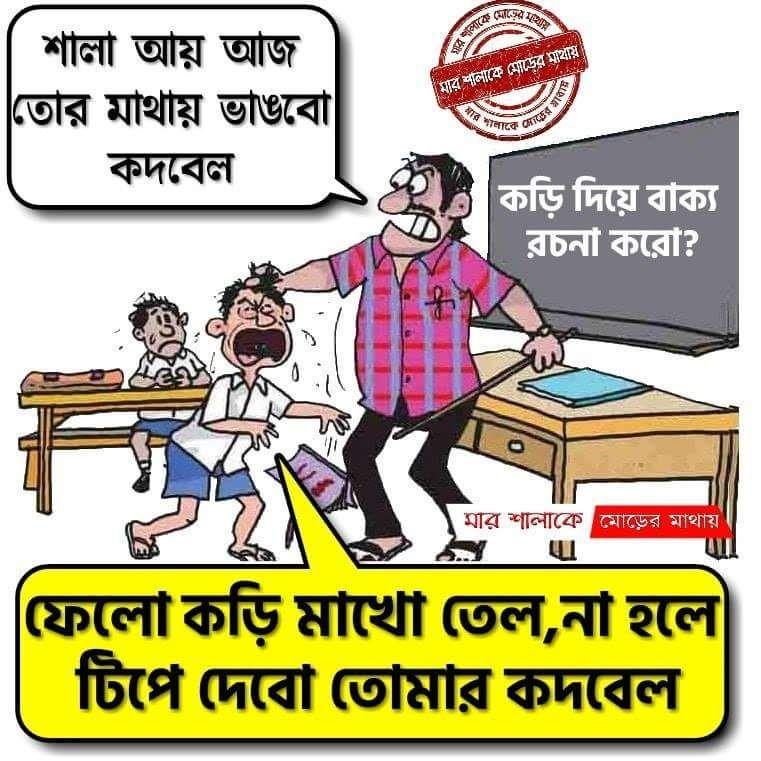 শালা আয় আজ
তোর মাথায় ভাঙবো
কদবেল
মার শালাকে মোড়ের মাথায়
মার শালাকে মোড়ের মাথায়
মার শালাকে মোড়ের মাথায়
কড়ি দিয়ে বাক্য
রচনা করো?
মার শালাকে মোড়ের মাথায়
ফেলো কড়ি মাখো তেল,না হলে
টিপে দেবো তোমার কদবেল